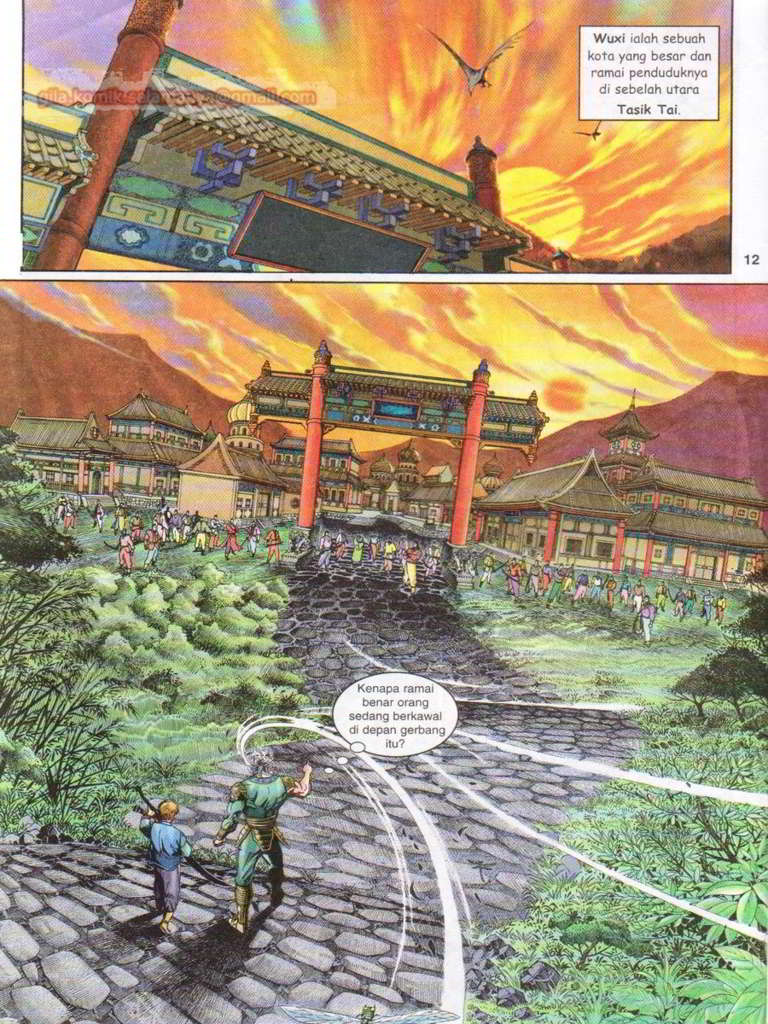 Wuxi ialah sebuah
kota yang besar dan
ramai penduduknya
di sebelah utara
Tasik Tai.
12
Kenapa ramai
benar orang
sedang berkawal
di depan gerbang
itu?